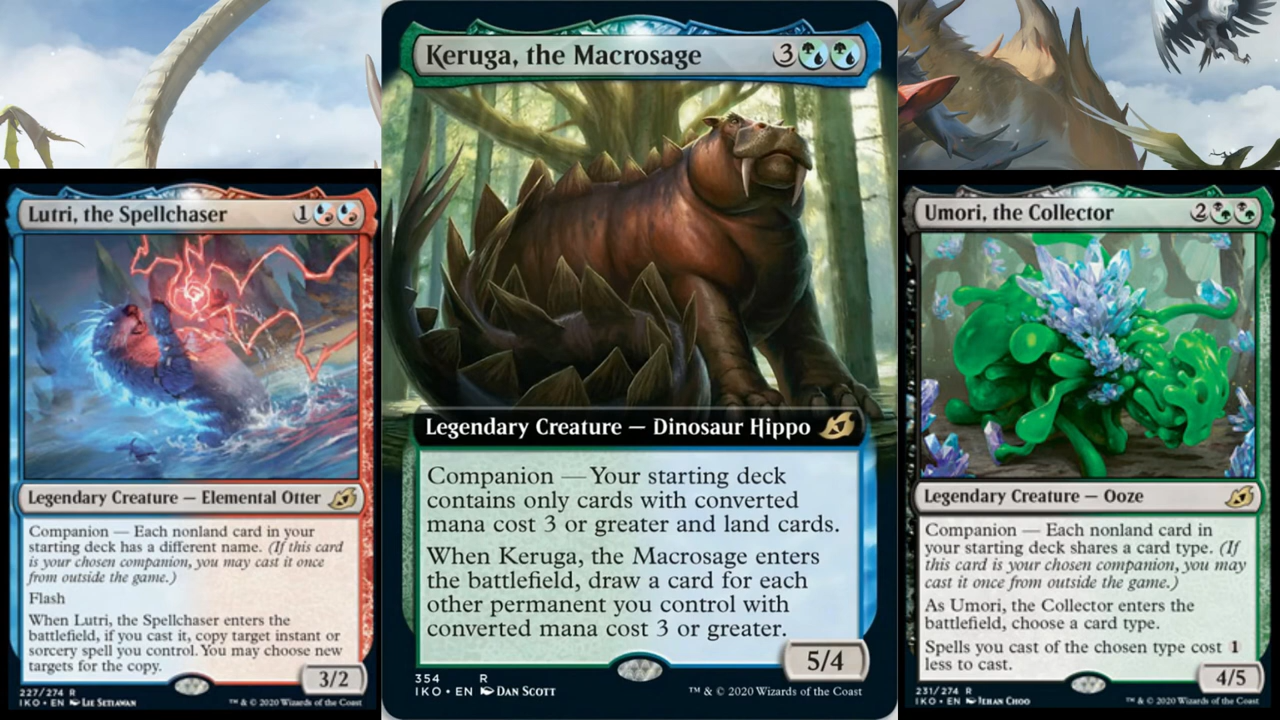 Lutri, the Spellchaser 1
Legendary Creature — Elemental Otter
Companion — Each nonland card in your
starting deck has a different name. (If this card
is your chosen companion, you may cast it once
from outside the game.)
Flash
When Lutri, the Spellchaser enters the
battlefield, if you cast it, copy target instant or
sorcery spell you control. You may choose new
targets for the copy.
3/2
227/274 R
IKO • EN Lie Setiawan ™ & © 2020 Wizards of the Coast
Keruga, the Macrosage 3
Legendary Creature — Dinosaur Hippo
Companion — Your starting deck
contains only cards with converted
mana cost 3 or greater and land cards.
When Keruga, the Macrosage enters
the battlefield, draw a card for each
other permanent you control with
converted mana cost 3 or greater.
5/4
354 R
IKO • EN Dan Scott ™ & © 2020 Wizards of the Coast
Umori, the Collector 2
Legendary Creature — Ooze
Companion — Each nonland card in
your starting deck shares a card type. (If
this card is your chosen companion, you may
cast it once from outside the game.)
As Umori, the Collector enters the
battlefield, choose a card type.
Spells you cast of the chosen type cost 1
less to cast.
4/5
231/274 R
IKO • EN Jehan Choo ™ & © 2020 Wizards of the Coast